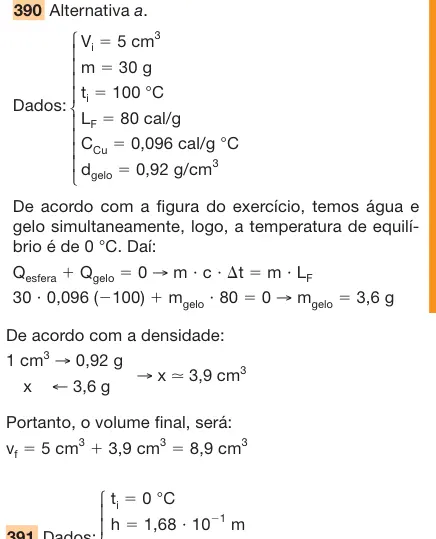 390 Alternativa a.
Dados:
Vi = 5 cm³
m = 30 g
ti = 100 °C
LF = 80 cal/g
CCu = 0,096 cal/g °C
dgelo = 0,92 g/cm³
De acordo com a figura do exercício, temos água e
gelo simultaneamente, logo, a temperatura de equilí-
brio é de 0 °C. Daí:
Qesfera + Qgelo = 0 → m · c · Δt = m · LF
30 · 0,096 (−100) + mgelo · 80 = 0 → mgelo = 3,6 g
De acordo com a densidade:
1 cm³ → 0,92 g
x ← 3,6 g → x ≃ 3,9 cm³
Portanto, o volume final, será:
vf = 5 cm³ + 3,9 cm³ = 8,9 cm³
391 Dados:
ti = 0 °C
h = 1,68 · 10⁻¹ m